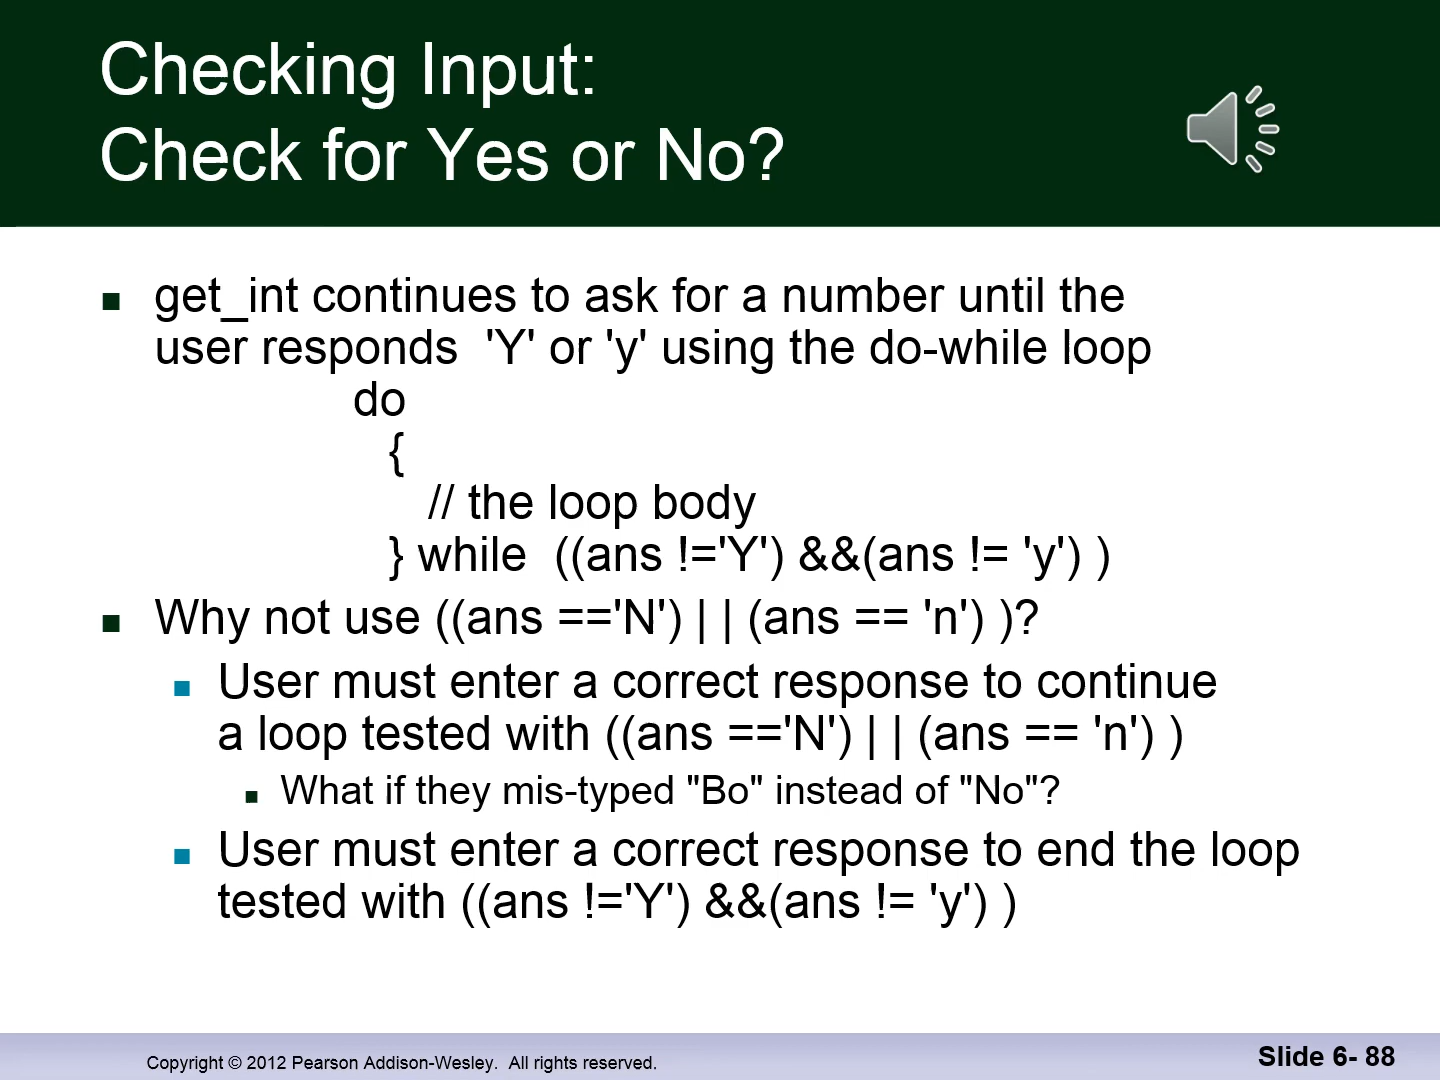 Checking Input:
Check for Yes or No?
get_int continues to ask for a number until the
user responds  'Y' or 'y' using the do-while loop
do
{
// the loop body
} while  ((ans !='Y') &&(ans != 'y') )
Why not use ((ans =='N') | | (ans == 'n') )?
User must enter a correct response to continue
a loop tested with ((ans =='N') | | (ans == 'n') )
What if they mis-typed "Bo" instead of "No"?
User must enter a correct response to end the loop
tested with ((ans !='Y') &&(ans != 'y') )
Copyright © 2012 Pearson Addison-Wesley.  All rights reserved.
Slide 6- 88